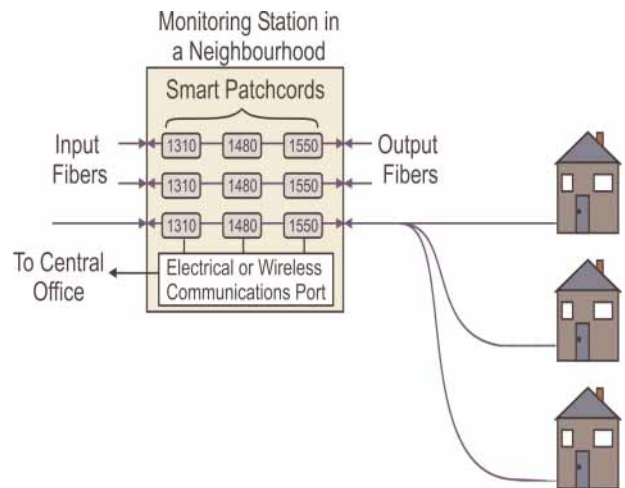 Monitoring Station in
a Neighbourhood
Smart Patchcords
Input
Fibers
1310 1480 1550
Output
Fibers
1310 1480 1550
1310 1480 1550
To Central
Office
Electrical or Wireless
Communications Port